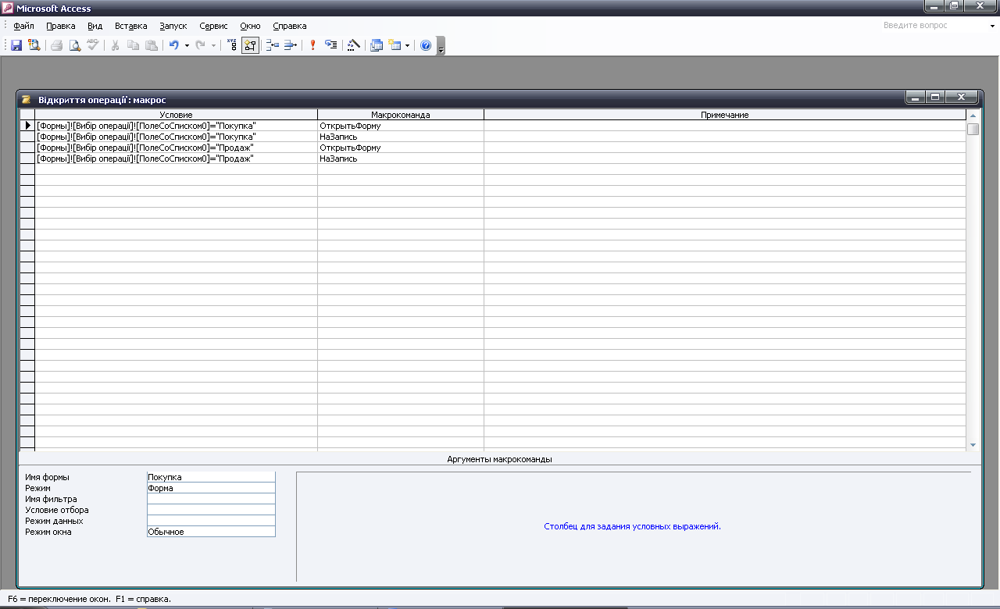 Microsoft Access
Файл Правка Вид Вставка Запуск Сервис Окно Справка Введите вопрос
Відкриття операції : макрос
Условие Макрокоманда Примечание
[Формы]![Вибір операції]![ПолеСоСписком0]="Покупка" ОткрытьФорму
[Формы]![Вибір операції]![ПолеСоСписком0]="Покупка" НаЗапись
[Формы]![Вибір операції]![ПолеСоСписком0]="Продаж" ОткрытьФорму
[Формы]![Вибір операції]![ПолеСоСписком0]="Продаж" НаЗапись
Аргументы макрокоманды
Имя формы Покупка
Режим Форма
Имя фильтра
Условие отбора
Режим данных
Режим окна Обычное
Столбец для задания условных выражений.
F6 = переключение окон. F1 = справка.